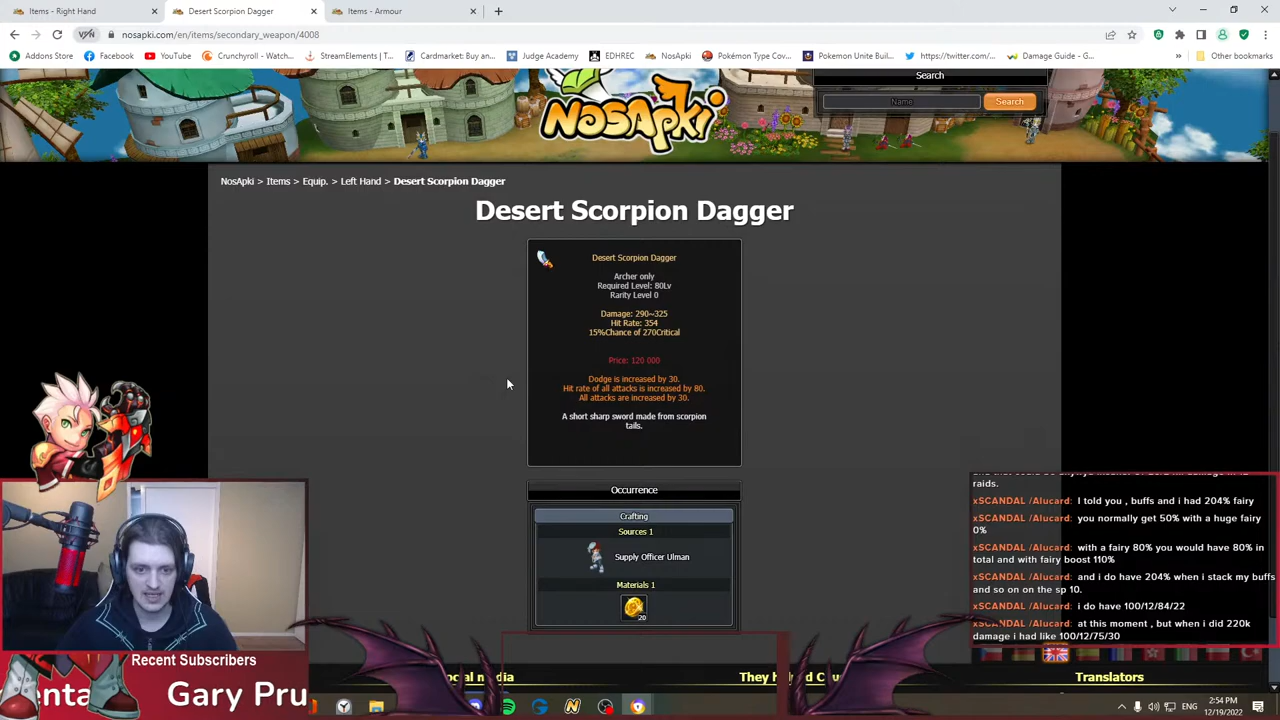 Items - Right Hand
Desert Scorpion Dagger
Items - Armour
nosapki.com/en/items/secondary_weapon/4008
Addons Store
Facebook
YouTube
Crunchyroll - Watch...
StreamElements | T...
Cardmarket: Buy an...
Judge Academy
EDHREC
NosApki
Pokémon Type Cov...
Pokemon Unite Buil...
https://twitter.com/...
Damage Guide - G...
Other bookmarks
Search
Name
Search
NosApki
NosApki > Items > Equip. > Left Hand > Desert Scorpion Dagger
Desert Scorpion Dagger
Desert Scorpion Dagger
Archer only
Required Level: 80Lv
Rarity Level 0
Damage: 290~325
Hit Rate: 354
15%Chance of 270Critical
Price: 120 000
Dodge is increased by 30.
Hit rate of all attacks is increased by 80.
All attacks are increased by 30.
A short sharp sword made from scorpion
tails.
Occurrence
Crafting
Sources 1
Supply Officer Ulman
Materials 1
20
raids.
xSCANDAL /Alucard: I told you , buffs and i had 204% fairy
xSCANDAL /Alucard: you normally get 50% with a huge fairy
0%
xSCANDAL /Alucard: with a fairy 80% you would have 80% in
total and with fairy boost 110%
xSCANDAL /Alucard: and i do have 204% when i stack my buffs
and so on on the sp 10.
xSCANDAL /Alucard: i do have 100/12/84/22
xSCANDAL /Alucard: at this moment , but when i did 220k
damage i had like 100/12/75/30
Recent Subscribers
Gary Pru
ocial media
They H
Translators
ENG
2:54 PM
12/19/2022